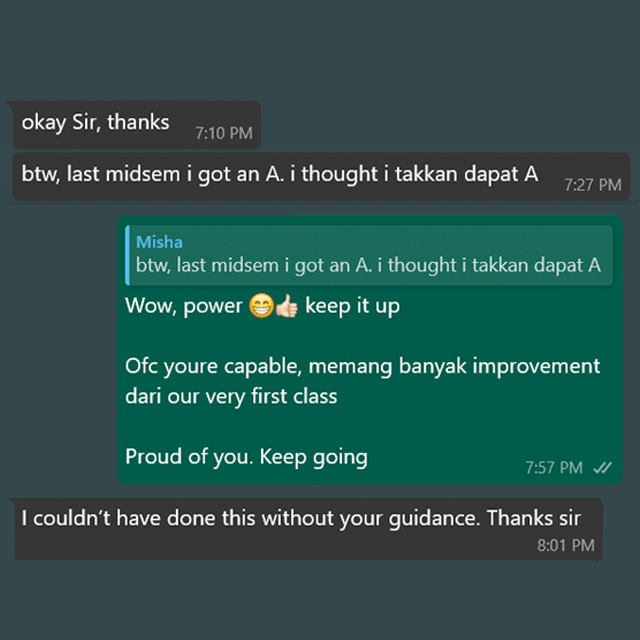 okay Sir, thanks
7:10 PM
btw, last midsem i got an A. i thought i takkan dapat A
7:27 PM
Misha
btw, last midsem i got an A. i thought i takkan dapat A
Wow, power 😁👍🏻 keep it up
Ofc youre capable, memang banyak improvement
dari our very first class
Proud of you. Keep going
7:57 PM
I couldn't have done this without your guidance. Thanks sir
8:01 PM